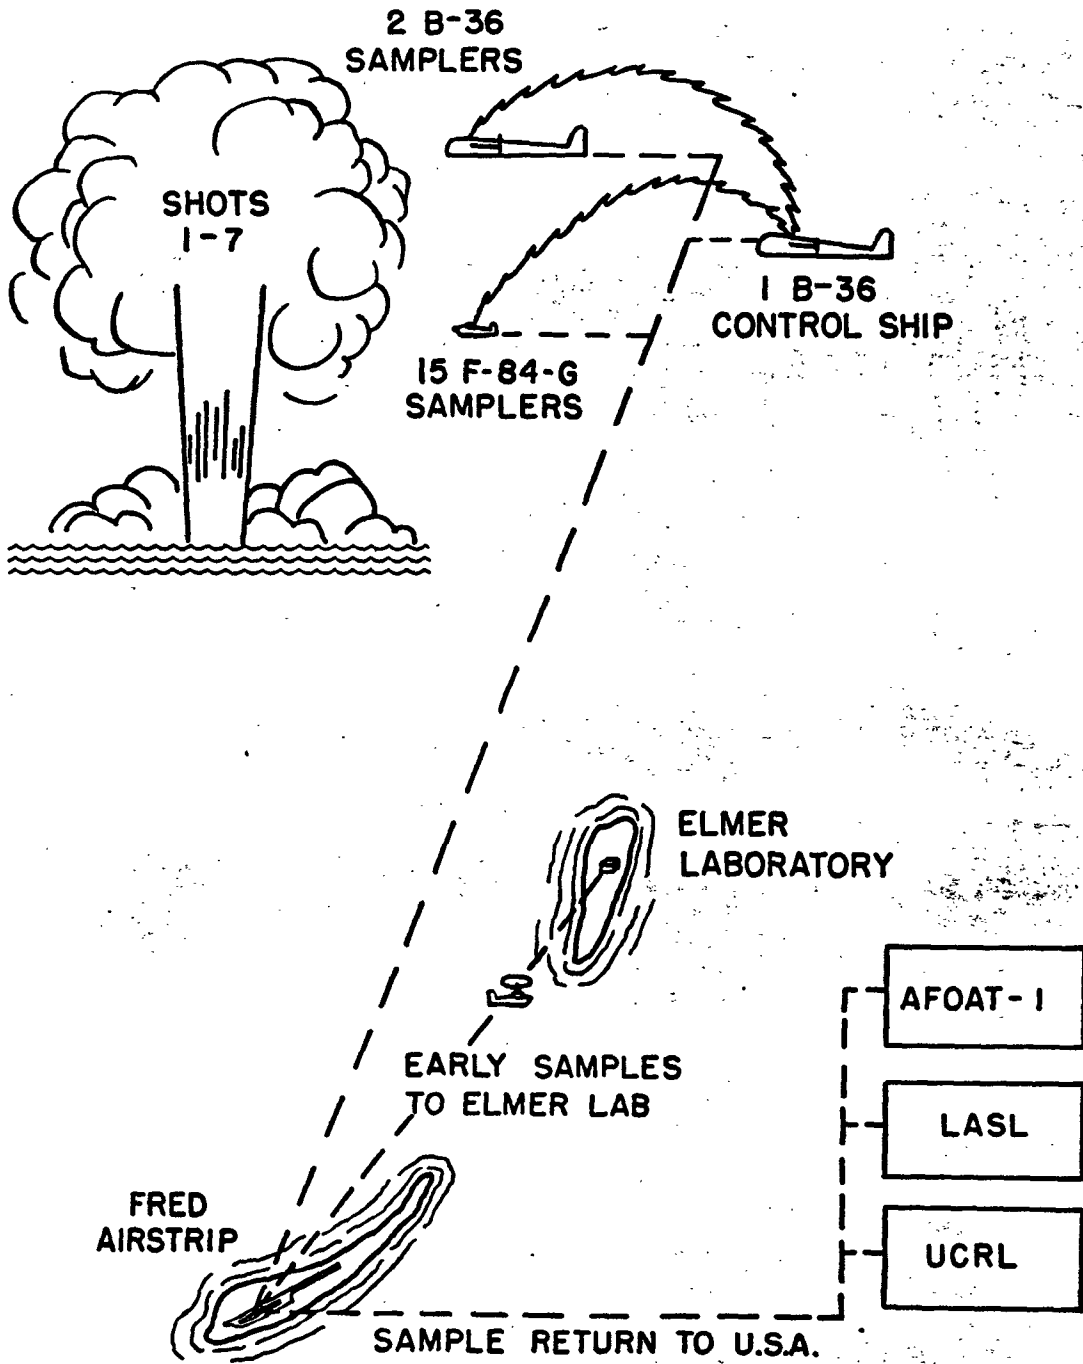 2 B-36
SAMPLERS
SHOTS
1-7
1 B-36
CONTROL SHIP
15 F-84-G
SAMPLERS
ELMER
LABORATORY
AFOAT-1
EARLY SAMPLES
TO ELMER LAB
LASL
FRED
AIRSTRIP
UCRL
SAMPLE RETURN TO U.S.A.